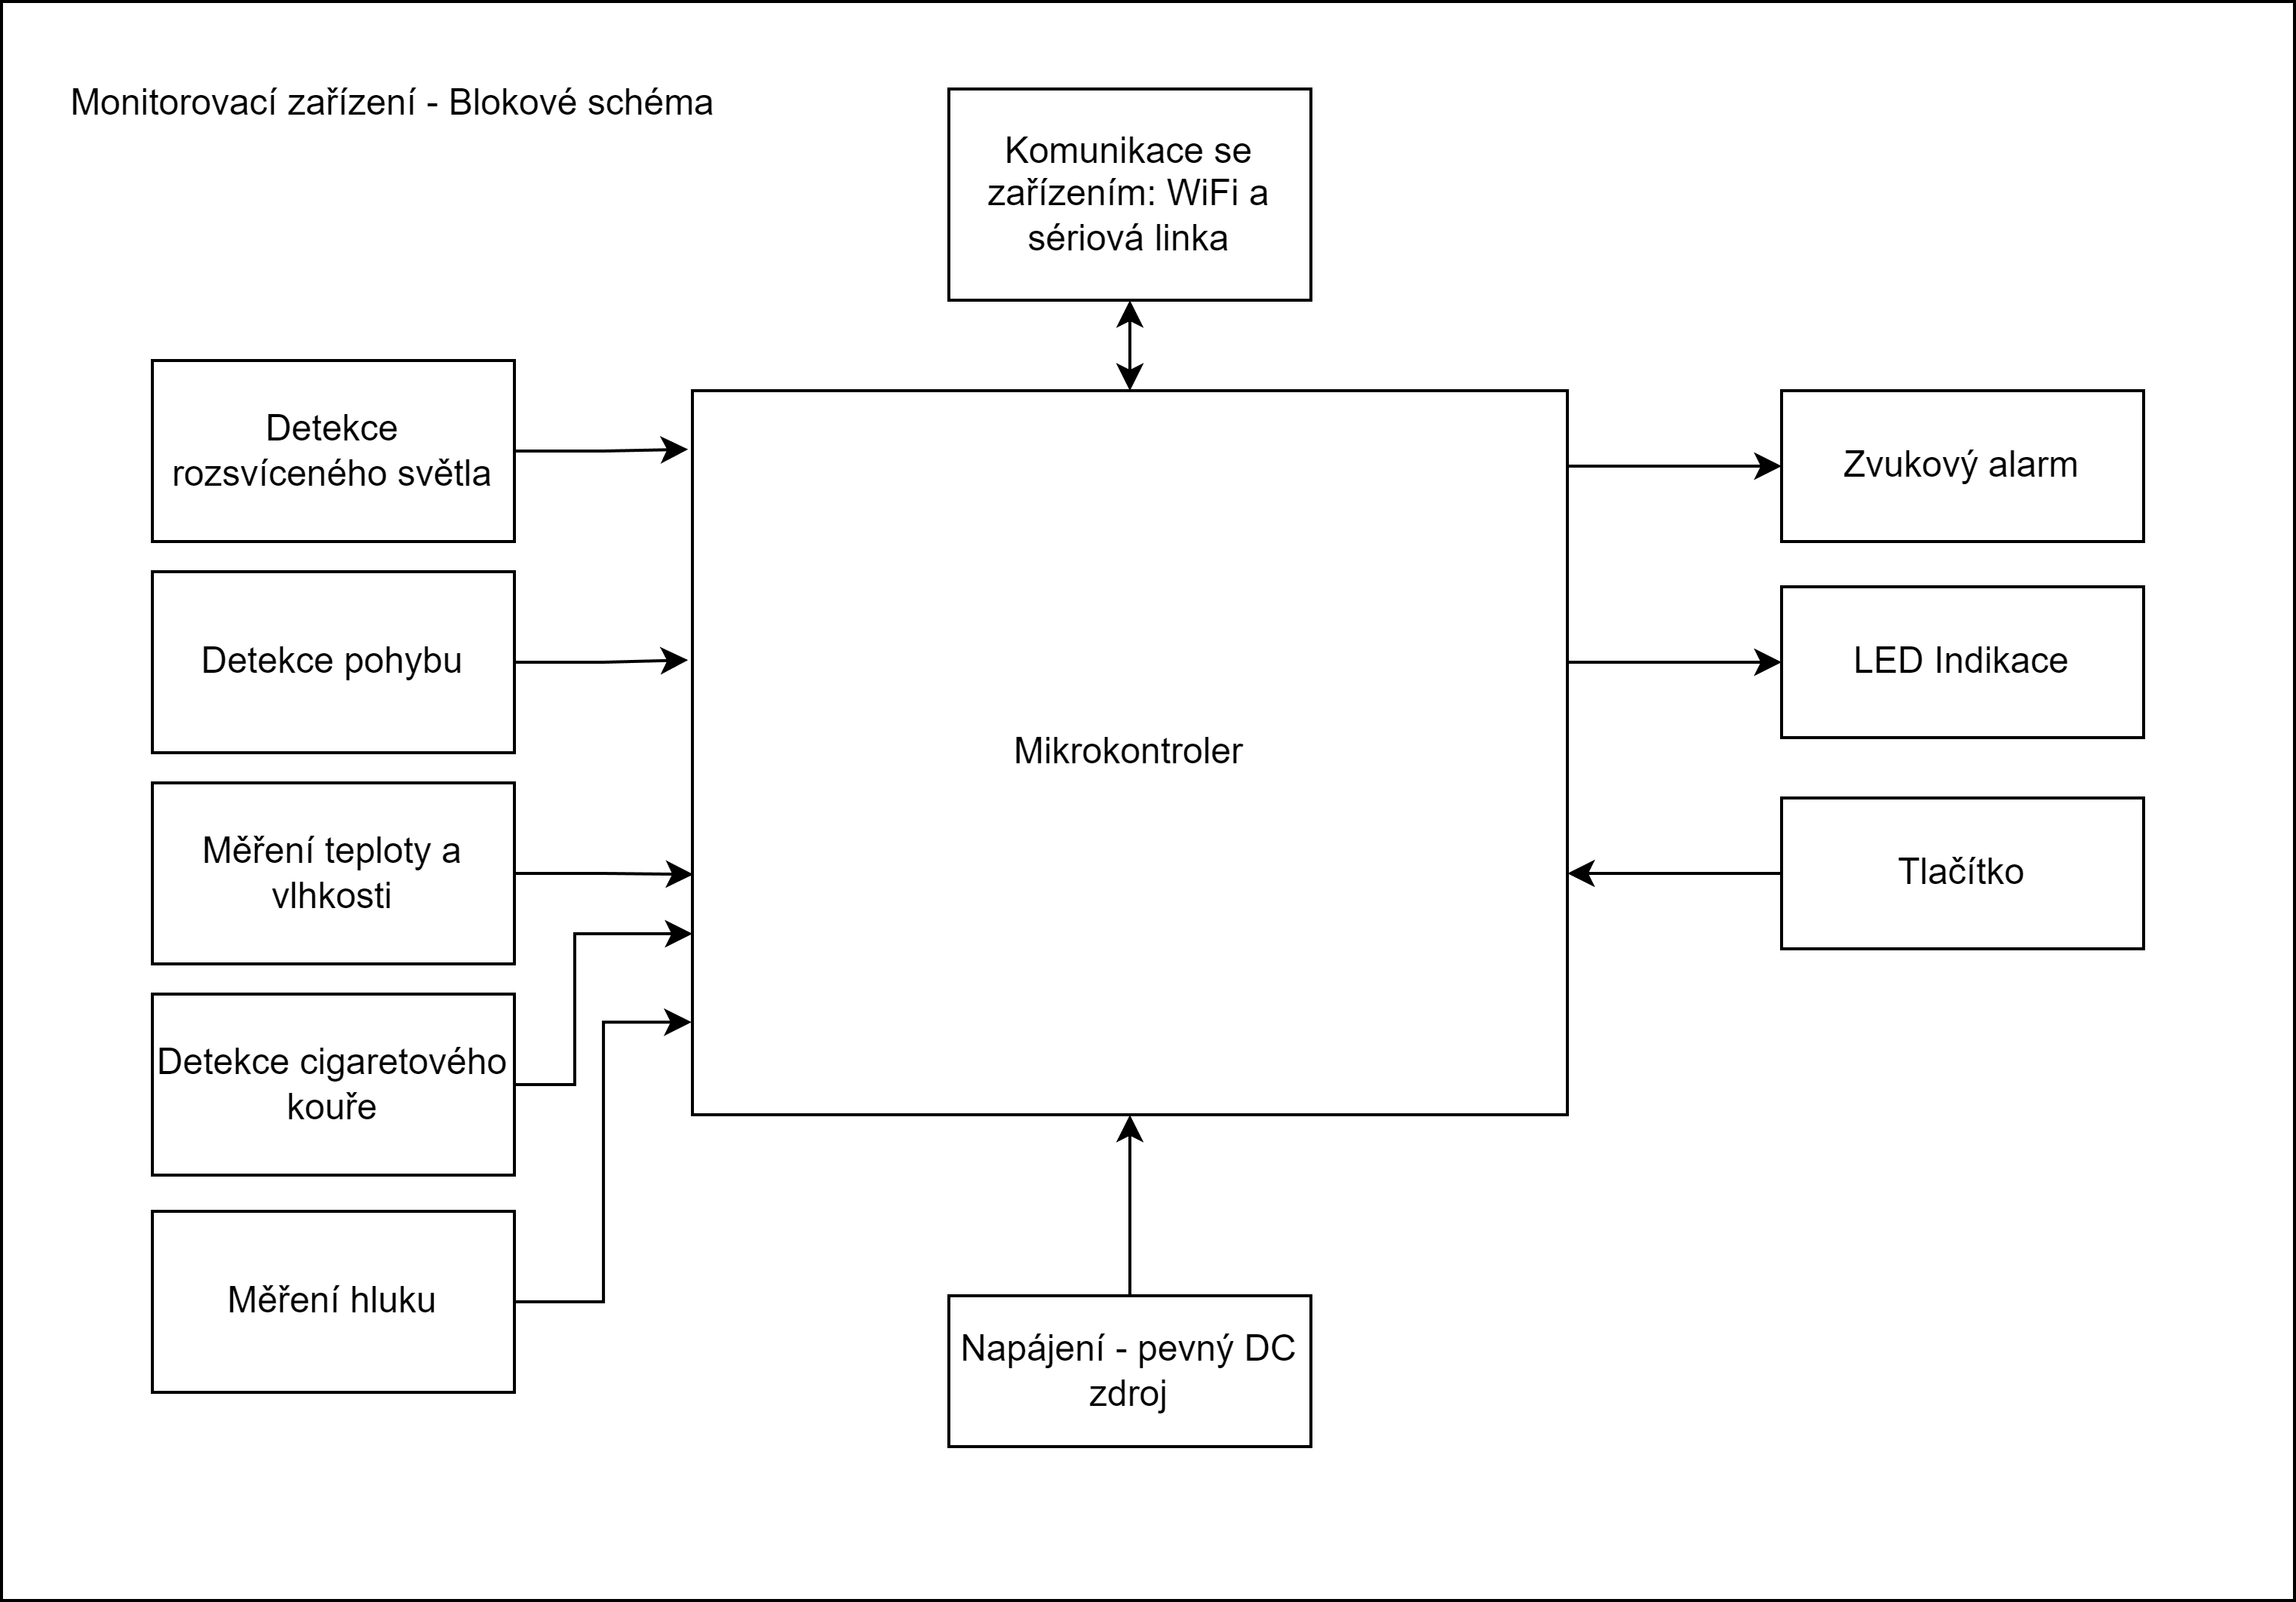 Monitorovací zařízení - Blokové schéma
Komunikace se
zařízením: WiFi a
sériová linka
Detekce
rozsvíceného světla
Zvukový alarm
Detekce pohybu
LED Indikace
Mikrokontroler
Měření teploty a
vlhkosti
Tlačítko
Detekce cigaretového
kouře
Měření hluku
Napájení - pevný DC
zdroj